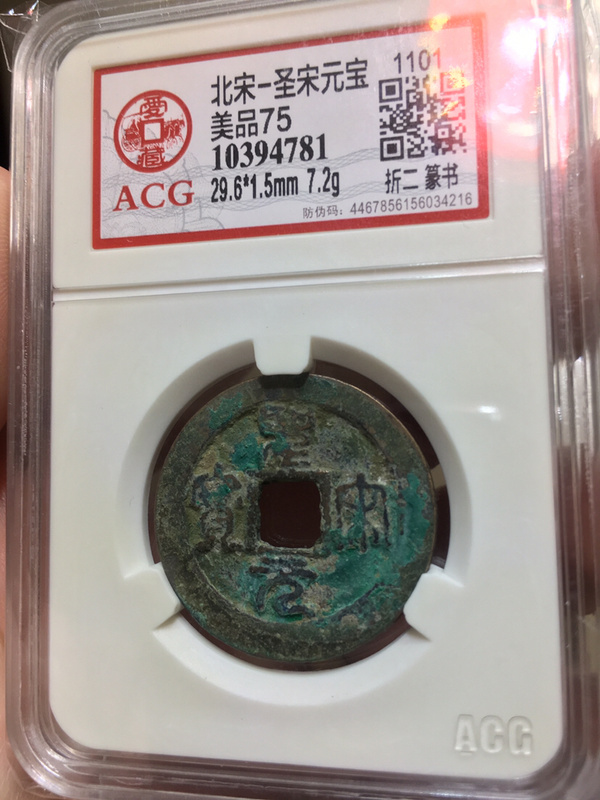 北宋-圣宋元宝 1101
美品75
10394781
29.6*1.5mm 7.2g 折二 篆书
防伪码: 4467856156034216
ACG
聖宋元寶
ACG